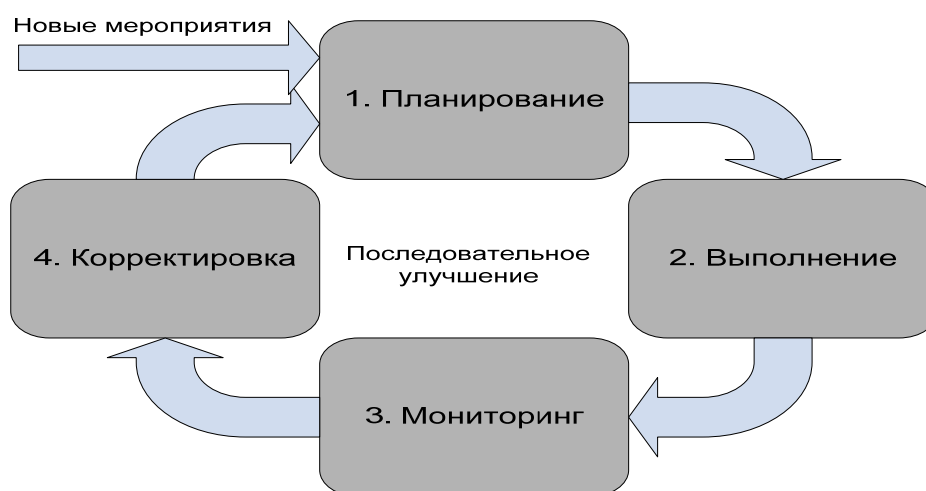 Новые мероприятия
1. Планирование
4. Корректировка
Последовательное
улучшение
2. Выполнение
3. Мониторинг